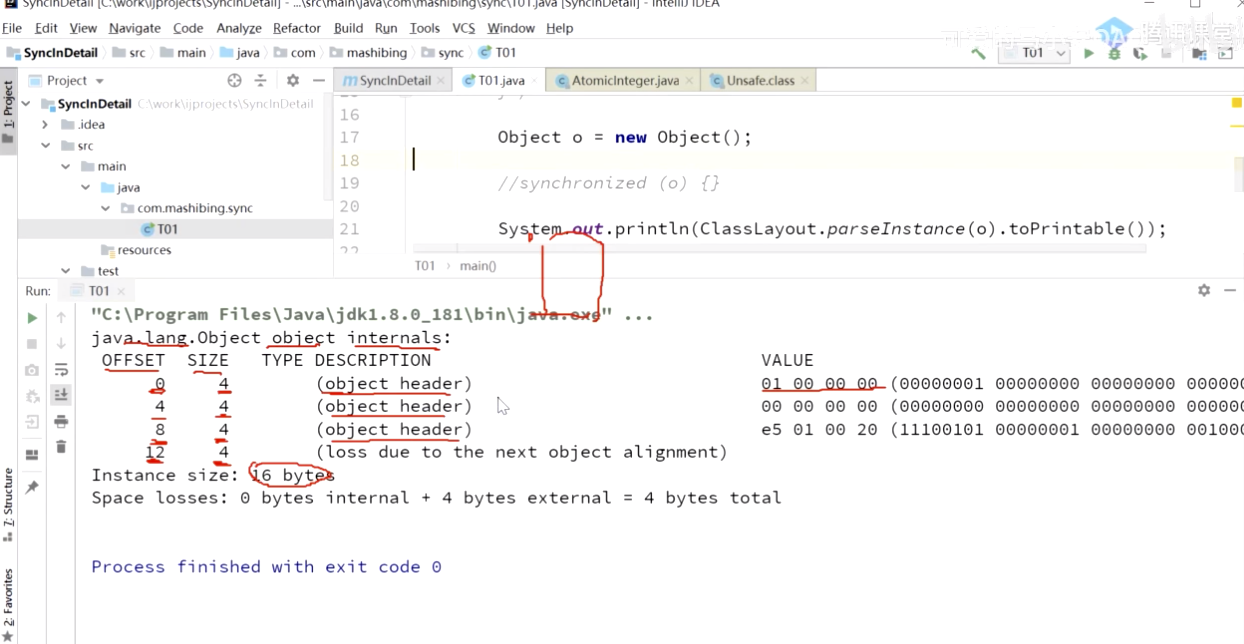 SyncInDetail [C:\work\ijprojects\SyncInDetail] - ...\src\main\java\com\mashibing\sync\T01.java [SyncInDetail] - IntelliJ IDEA
File Edit View Navigate Code Analyze Refactor Build Run Tools VCS Window Help
腾讯课堂
SyncInDetail src main java com mashibing sync T01
T01
1: Project
Project
SyncInDetail T01.java AtomicInteger.java Unsafe.class
SyncInDetail C:\work\ijprojects\SyncInDetail
.idea
src
main
java
com.mashibing.sync
T01
resources
test
16
17 Object o = new Object();
18
19 //synchronized (o) {}
20
21 System.out.println(ClassLayout.parseInstance(o).toPrintable());
22
T01 › main()
Run: T01
"C:\Program Files\Java\jdk1.8.0_181\bin\java.exe" ...
java.lang.Object object internals:
OFFSET SIZE TYPE DESCRIPTION VALUE
0 4 (object header) 01 00 00 00 (00000001 00000000 00000000 000000
4 4 (object header) 00 00 00 00 (00000000 00000000 00000000 000000
8 4 (object header) e5 01 00 20 (11100101 00000001 00000000 001000
12 4 (loss due to the next object alignment)
Instance size: 16 bytes
Space losses: 0 bytes internal + 4 bytes external = 4 bytes total
Process finished with exit code 0
7: Structure
2: Favorites